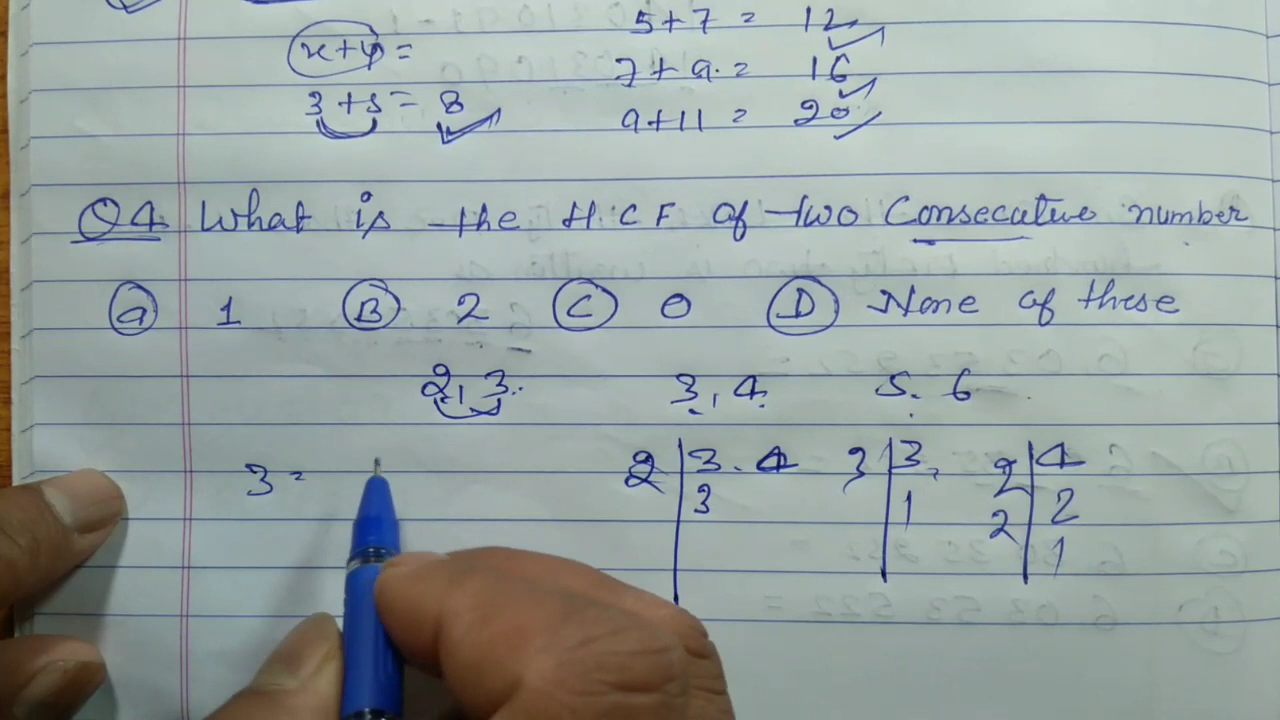 5+7 = 12
x+y =
7+9 = 16
3+5 = 8
9+11 = 20
Q4 What is the H.C.F of two Consecutive number
(a) 1 (B) 2 (C) 0 (D) None of these
2, 3. 3, 4 5. 6
2 | 3. 4 3 | 3, 2 | 4
3 =
3 1 2 | 2
1